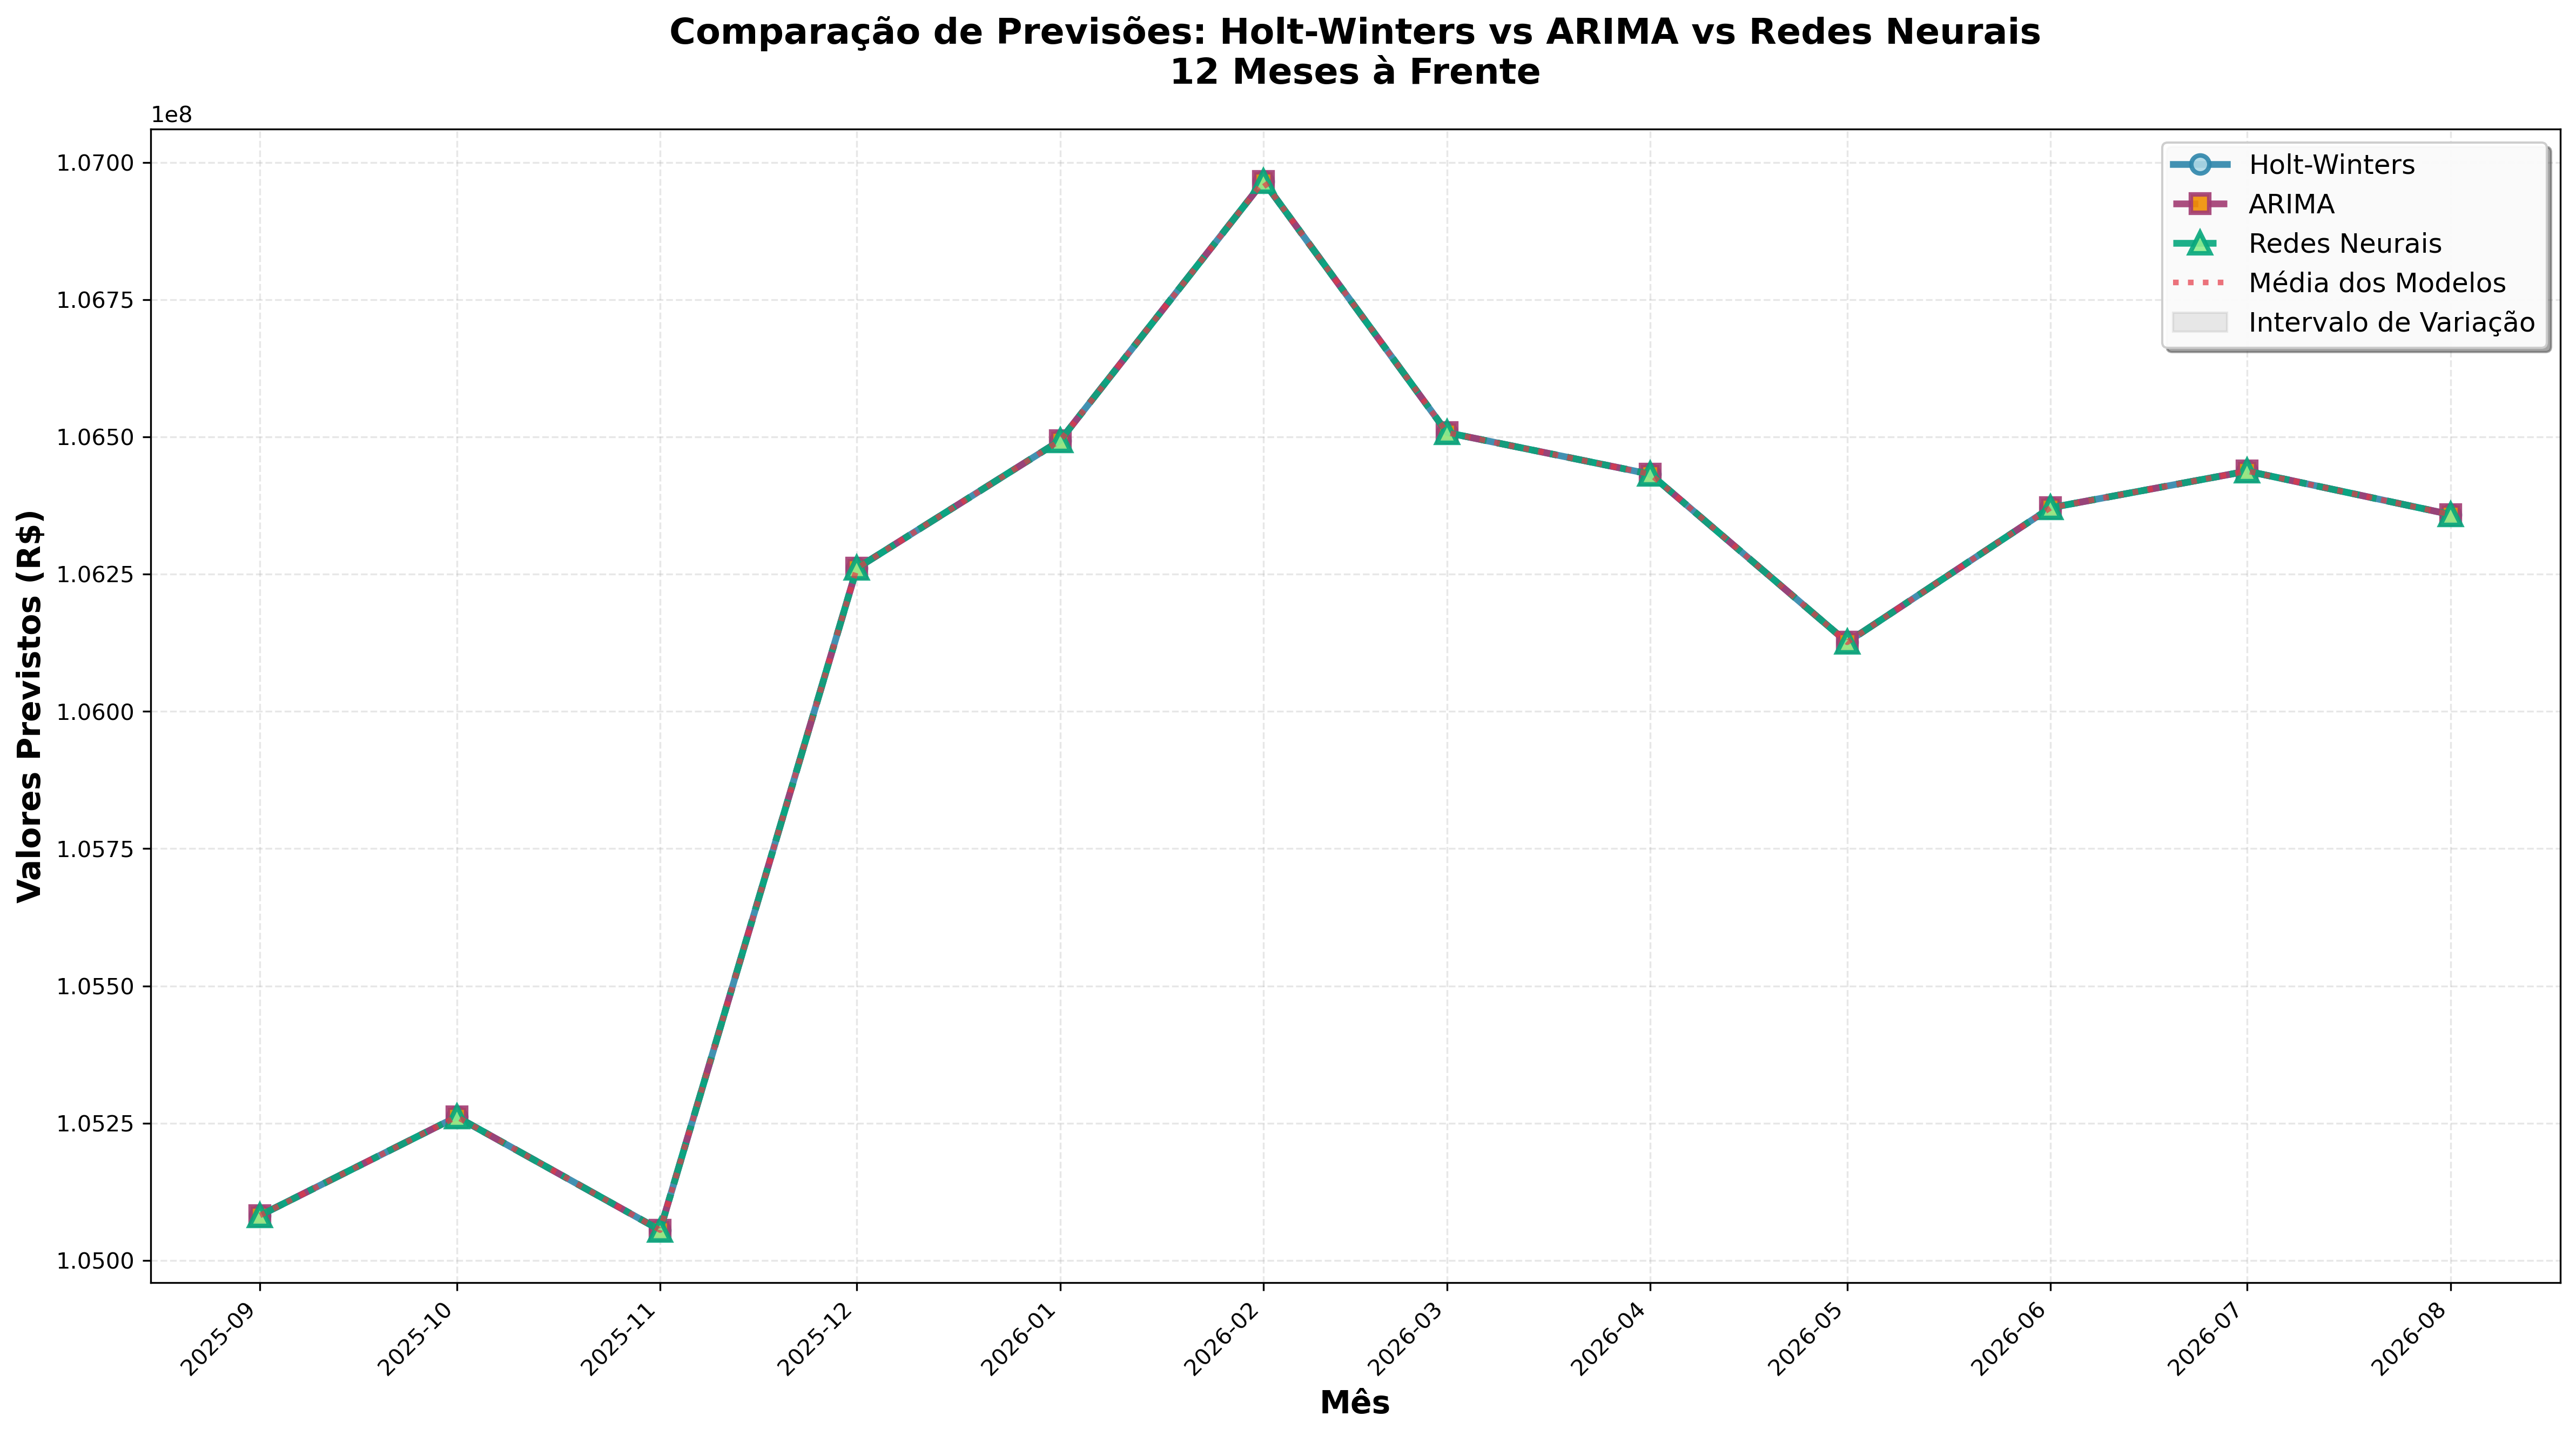 Comparação de Previsões: Holt-Winters vs ARIMA vs Redes Neurais
12 Meses à Frente
1e8
1.0700
1.0675
1.0650
1.0625
1.0600
1.0575
1.0550
1.0525
1.0500
Valores Previstos (R$)
Holt-Winters
ARIMA
Redes Neurais
Média dos Modelos
Intervalo de Variação
2025-09
2025-10
2025-11
2025-12
2026-01
2026-02
2026-03
2026-04
2026-05
2026-06
2026-07
2026-08
Mês